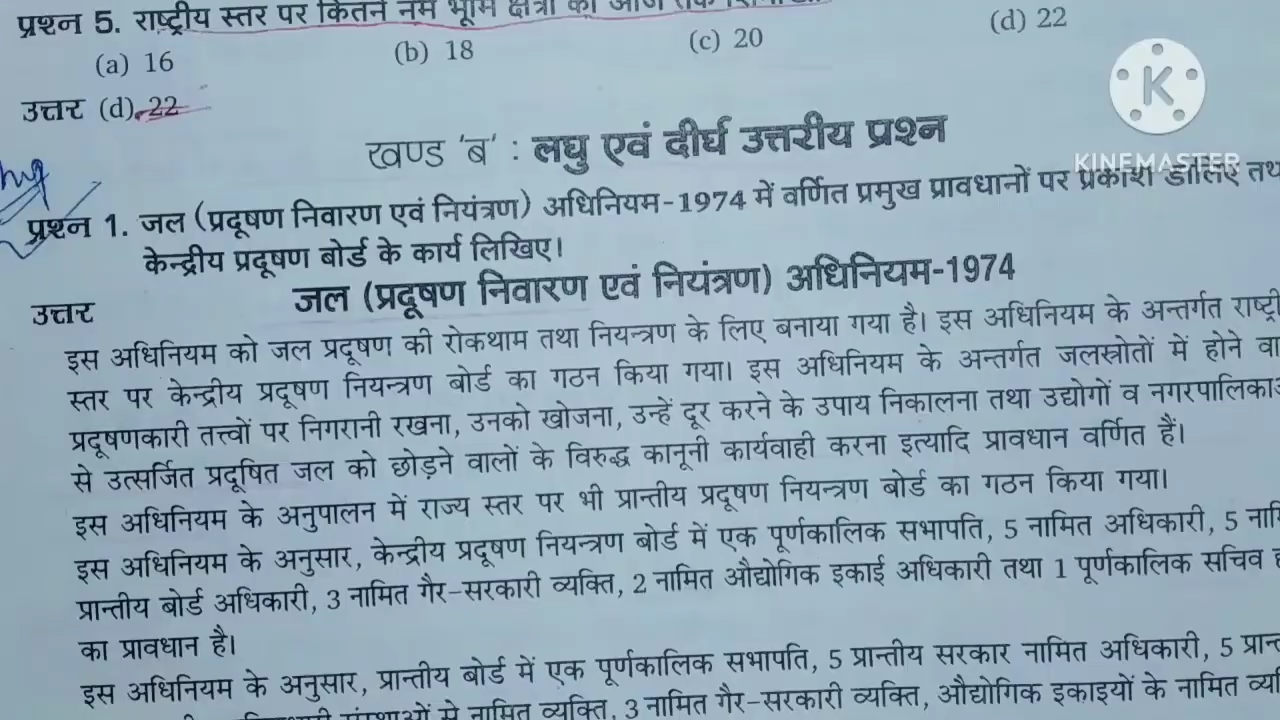 प्रश्न 5. राष्ट्रीय स्तर पर कितने नम भूमि क्षेत्रों को आज तक
(a) 16 (b) 18 (c) 20 (d) 22
उत्तर (d) 22
खण्ड 'ब' : लघु एवं दीर्घ उत्तरीय प्रश्न
K
KINEMASTER
प्रश्न 1. जल (प्रदूषण निवारण एवं नियंत्रण) अधिनियम-1974 में वर्णित प्रमुख प्रावधानों पर प्रकाश डालिए तथा
केन्द्रीय प्रदूषण बोर्ड के कार्य लिखिए।
उत्तर जल (प्रदूषण निवारण एवं नियंत्रण) अधिनियम-1974
इस अधिनियम को जल प्रदूषण की रोकथाम तथा नियन्त्रण के लिए बनाया गया है। इस अधिनियम के अन्तर्गत राष्ट्री
स्तर पर केन्द्रीय प्रदूषण नियन्त्रण बोर्ड का गठन किया गया। इस अधिनियम के अन्तर्गत जलस्रोतों में होने वा
प्रदूषणकारी तत्त्वों पर निगरानी रखना, उनको खोजना, उन्हें दूर करने के उपाय निकालना तथा उद्योगों व नगरपालिका
से उत्सर्जित प्रदूषित जल को छोड़ने वालों के विरुद्ध कानूनी कार्यवाही करना इत्यादि प्रावधान वर्णित हैं।
इस अधिनियम के अनुपालन में राज्य स्तर पर भी प्रान्तीय प्रदूषण नियन्त्रण बोर्ड का गठन किया गया।
इस अधिनियम के अनुसार, केन्द्रीय प्रदूषण नियन्त्रण बोर्ड में एक पूर्णकालिक सभापति, 5 नामित अधिकारी, 5 नामि
प्रान्तीय बोर्ड अधिकारी, 3 नामित गैर-सरकारी व्यक्ति, 2 नामित औद्योगिक इकाई अधिकारी तथा 1 पूर्णकालिक सचिव
का प्रावधान है।
इस अधिनियम के अनुसार, प्रान्तीय बोर्ड में एक पूर्णकालिक सभापति, 5 प्रान्तीय सरकार नामित अधिकारी, 5 प्रान्त
संस्थाओं से नामित व्यक्ति, 3 नामित गैर-सरकारी व्यक्ति, औद्योगिक इकाइयों के नामित व्यक्ति